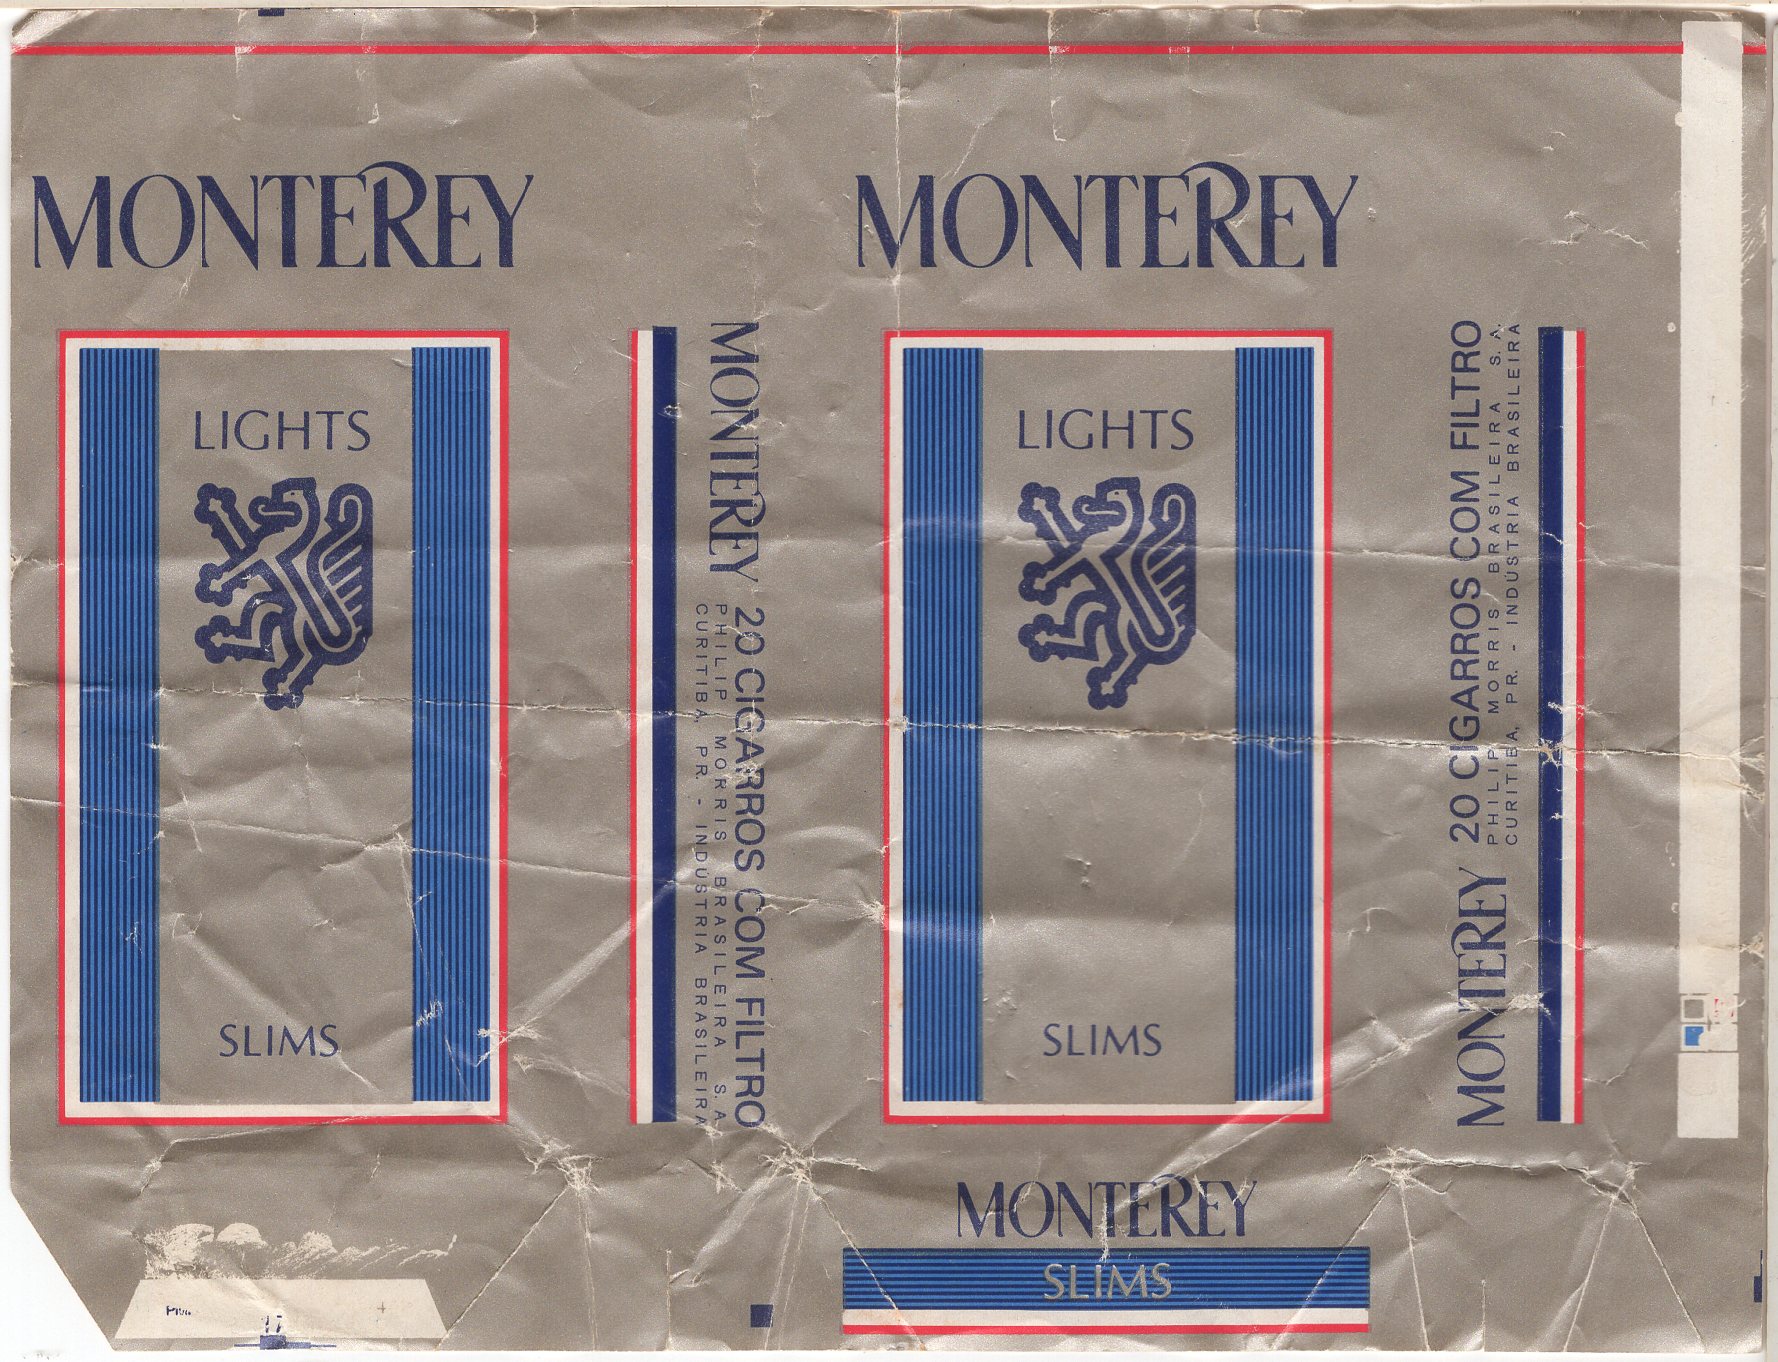 MONTEREY
LIGHTS
SLIMS
MONTEREY 20 CIGARROS COM FILTRO
PHILIP MORRIS BRASILEIRA S.A.
CURITIBA, PR. - INDÚSTRIA BRASILEIRA
MONTEREY
LIGHTS
SLIMS
MONTEREY 20 CIGARROS COM FILTRO
PHILIP MORRIS BRASILEIRA S.A.
CURITIBA, PR. - INDÚSTRIA BRASILEIRA
MONTEREY
SLIMS